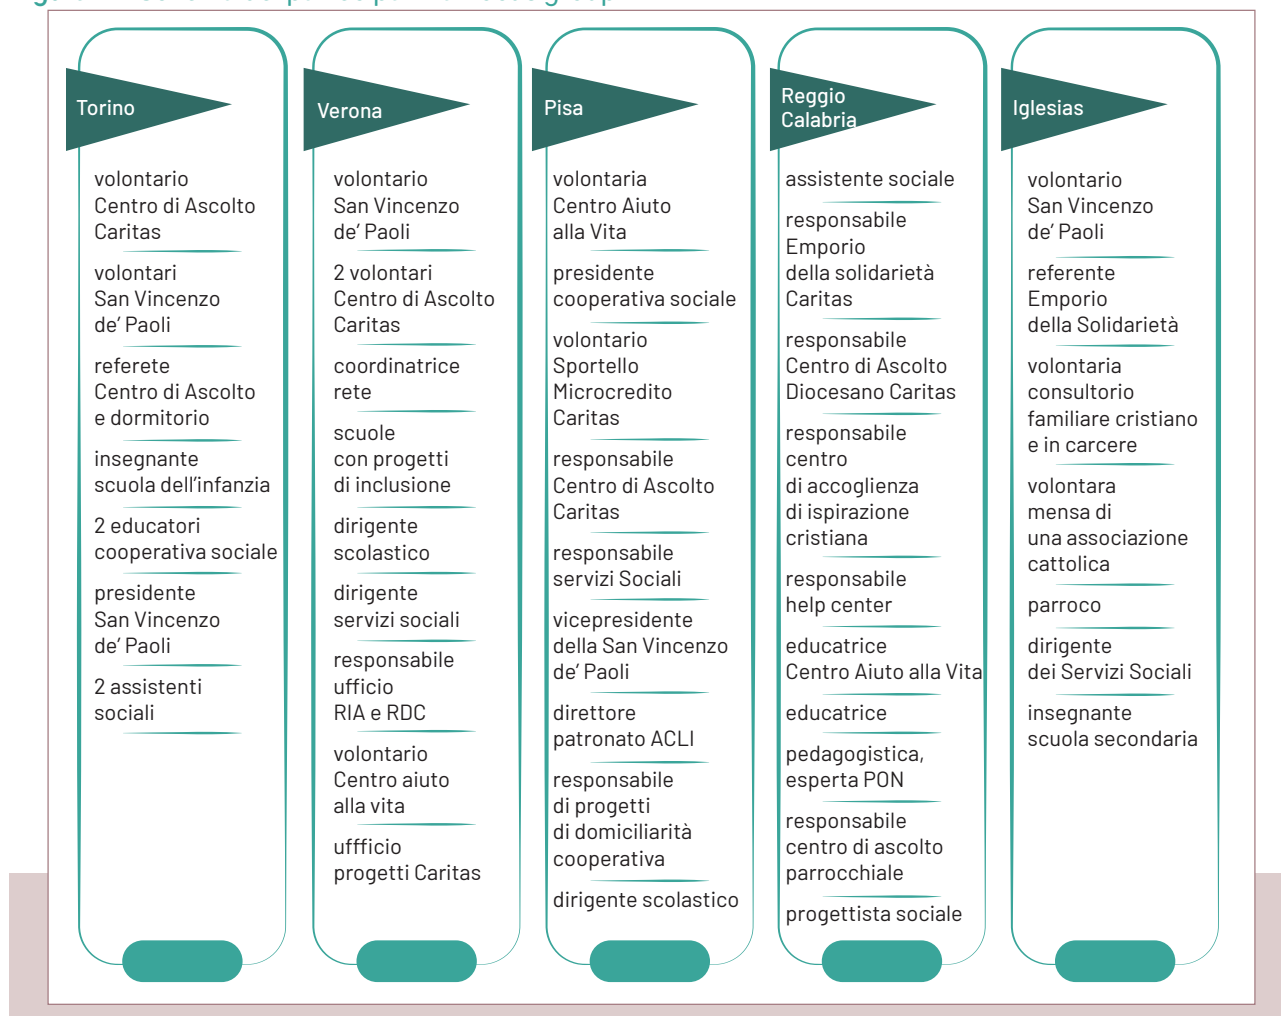 Torino
volontario
Centro di Ascolto
Caritas
volontari
San Vincenzo
de’ Paoli
referete
Centro di Ascolto
e dormitorio
insegnante
scuola dell’infanzia
2 educatori
cooperativa sociale
presidente
San Vincenzo
de’ Paoli
2 assistenti
sociali
Verona
volontario
San Vincenzo
de’ Paoli
2 volontari
Centro di Ascolto
Caritas
coordinatrice
rete
scuole
con progetti
di inclusione
dirigente
scolastico
dirigente
servizi sociali
responsabile
ufficio
RIA e RDC
volontario
Centro aiuto
alla vita
uffficio
progetti Caritas
Pisa
volontaria
Centro Aiuto
alla Vita
presidente
cooperativa sociale
volontario
Sportello
Microcredito
Caritas
responsabile
Centro di Ascolto
Caritas
responsabile
servizi Sociali
vicepresidente
della San Vincenzo
de’ Paoli
direttore
patronato ACLI
responsabile
di progetti
di domiciliarità
cooperativa
dirigente scolastico
Reggio
Calabria
assistente sociale
responsabile
Emporio
della solidarietà
Caritas
responsabile
Centro di Ascolto
Diocesano Caritas
responsabile
centro
di accoglienza
di ispirazione
cristiana
responsabile
help center
educatrice
Centro Aiuto alla Vita
educatrice
pedagogistica,
esperta PON
responsabile
centro di ascolto
parrocchiale
progettista sociale
Iglesias
volontario
San Vincenzo
de’ Paoli
referente
Emporio
della Solidarietà
volontaria
consultorio
familiare cristiano
e in carcere
volontara
mensa di
una associazione
cattolica
parroco
dirigente
dei Servizi Sociali
insegnante
scuola secondaria